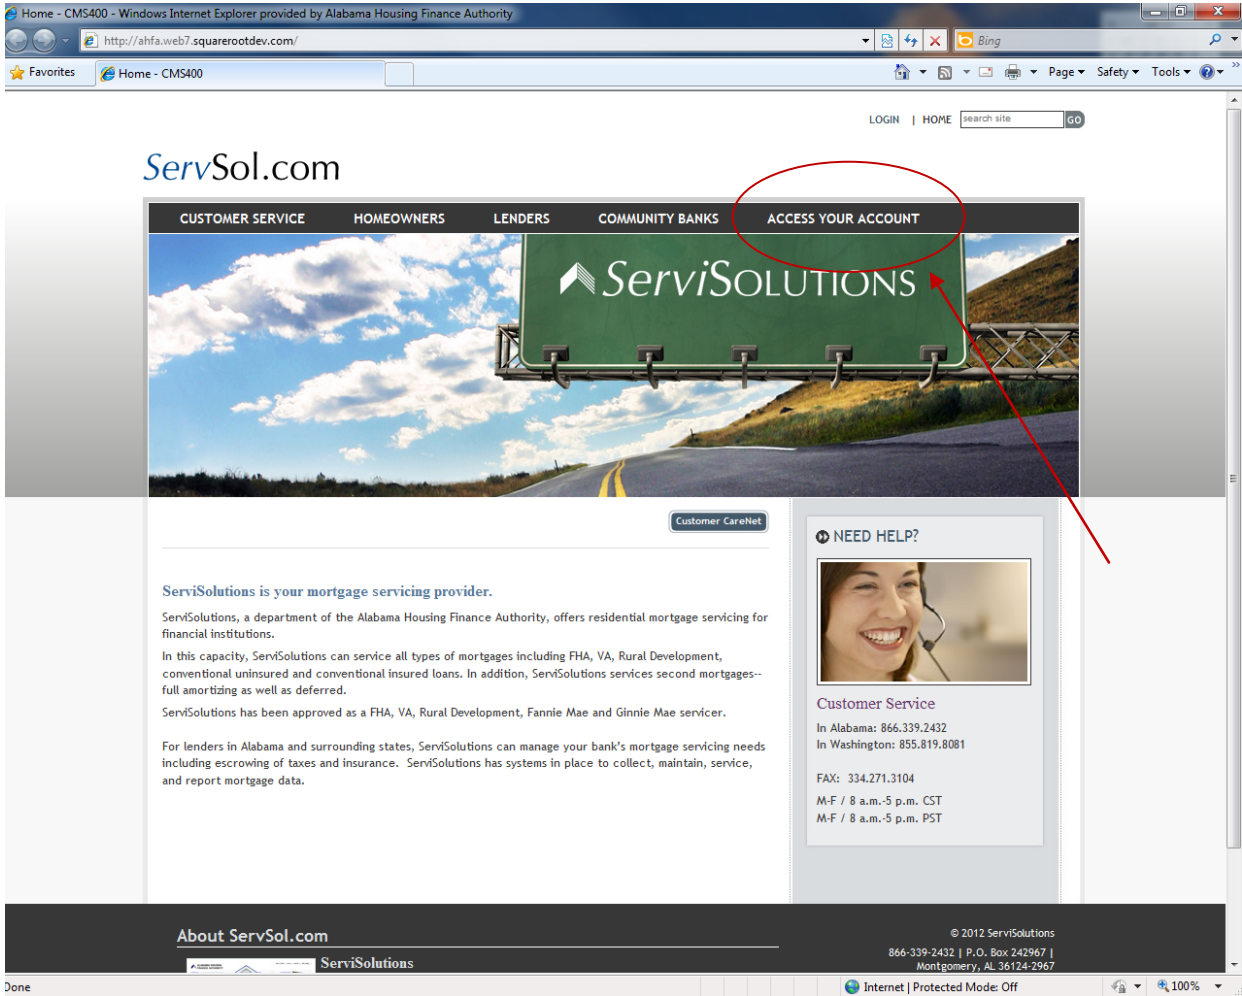 Home - CMS400 - Windows Internet Explorer provided by Alabama Housing Finance Authority
http://ahfa.web7.squarerootdev.com/
Bing
Favorites
Home - CMS400
Page
Safety
Tools
LOGIN | HOME
search site
GO
ServSol.com
CUSTOMER SERVICE
HOMEOWNERS
LENDERS
COMMUNITY BANKS
ACCESS YOUR ACCOUNT
ServiSOLUTIONS
Customer CareNet
ServiSolutions is your mortgage servicing provider.
ServiSolutions, a department of the Alabama Housing Finance Authority, offers residential mortgage servicing for
financial institutions.
In this capacity, ServiSolutions can service all types of mortgages including FHA, VA, Rural Development,
conventional uninsured and conventional insured loans. In addition, ServiSolutions services second mortgages--
full amortizing as well as deferred.
ServiSolutions has been approved as a FHA, VA, Rural Development, Fannie Mae and Ginnie Mae servicer.
For lenders in Alabama and surrounding states, ServiSolutions can manage your bank's mortgage servicing needs
including escrowing of taxes and insurance. ServiSolutions has systems in place to collect, maintain, service,
and report mortgage data.
NEED HELP?
Customer Service
In Alabama: 866.339.2432
In Washington: 855.819.8081
FAX: 334.271.3104
M-F / 8 a.m.-5 p.m. CST
M-F / 8 a.m.-5 p.m. PST
About ServSol.com
ServiSolutions
© 2012 ServiSolutions
866-339-2432 | P.O. Box 242967 |
Montgomery, AL 36124-2967
Done
Internet | Protected Mode: Off
100%